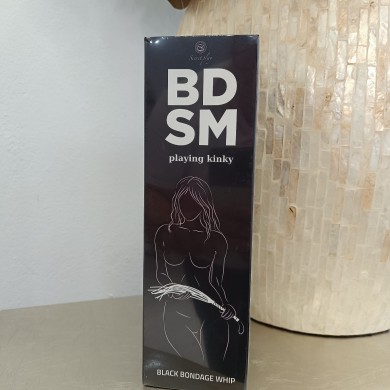 BD
SM
playing kinky
BLACK BONDAGE WHIP